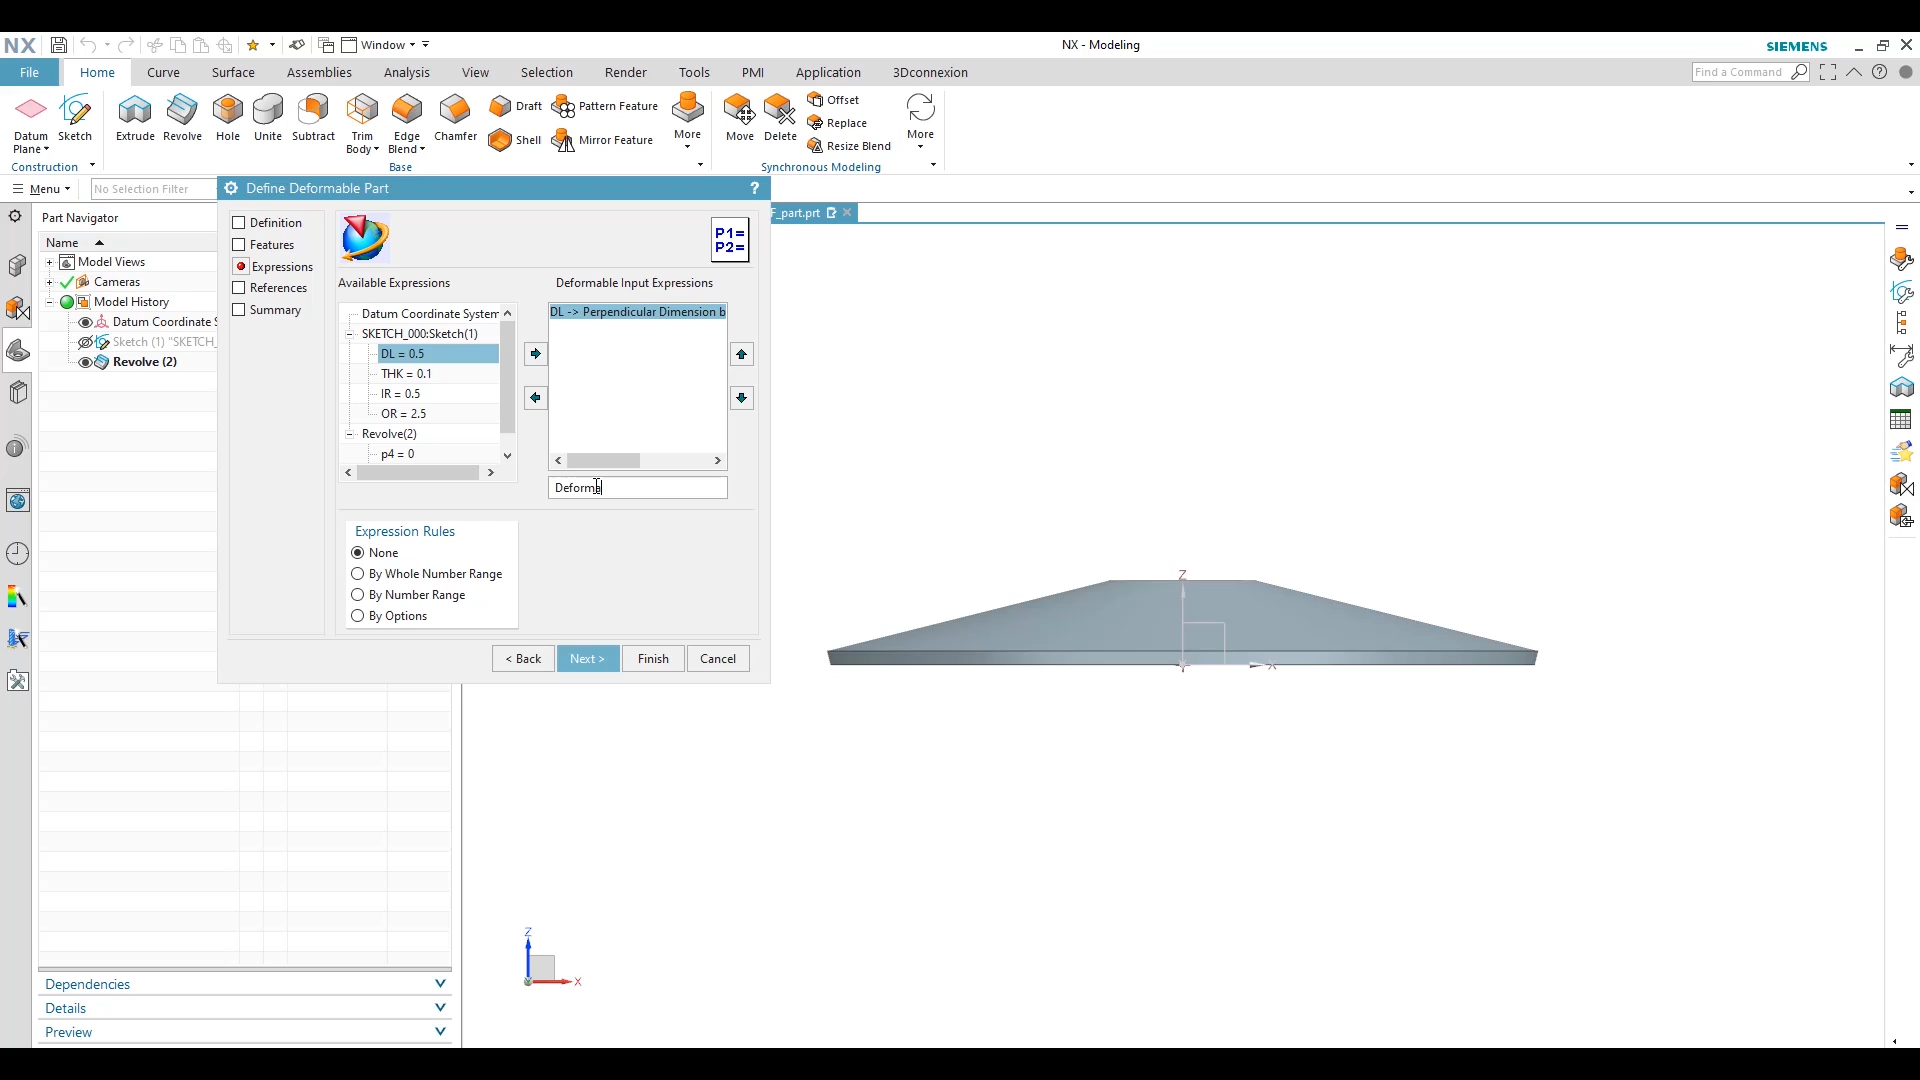 NX
Window
NX - Modeling
SIEMENS
File
Home
Curve
Surface
Assemblies
Analysis
View
Selection
Render
Tools
PMI
Application
3Dconnexion
Find a Command
Datum
Plane
Sketch
Extrude
Revolve
Hole
Unite
Subtract
Trim
Body
Edge
Blend
Chamfer
Draft
Shell
Pattern Feature
Mirror Feature
More
Move
Delete
Offset
Replace
Resize Blend
More
Construction
Base
Synchronous Modeling
Menu
No Selection Filter
Define Deformable Part
?
F_part.prt
Part Navigator
Name
Model Views
Cameras
Model History
Datum Coordinate S
Sketch (1) "SKETCH_
Revolve (2)
Definition
Features
Expressions
References
Summary
P1=
P2=
Available Expressions
Datum Coordinate System
SKETCH_000:Sketch(1)
DL = 0.5
THK = 0.1
IR = 0.5
OR = 2.5
Revolve(2)
p4 = 0
Deformable Input Expressions
DL -> Perpendicular Dimension b
Deforma
Expression Rules
None
By Whole Number Range
By Number Range
By Options
< Back
Next >
Finish
Cancel
Z
X
Z
X
Dependencies
Details
Preview